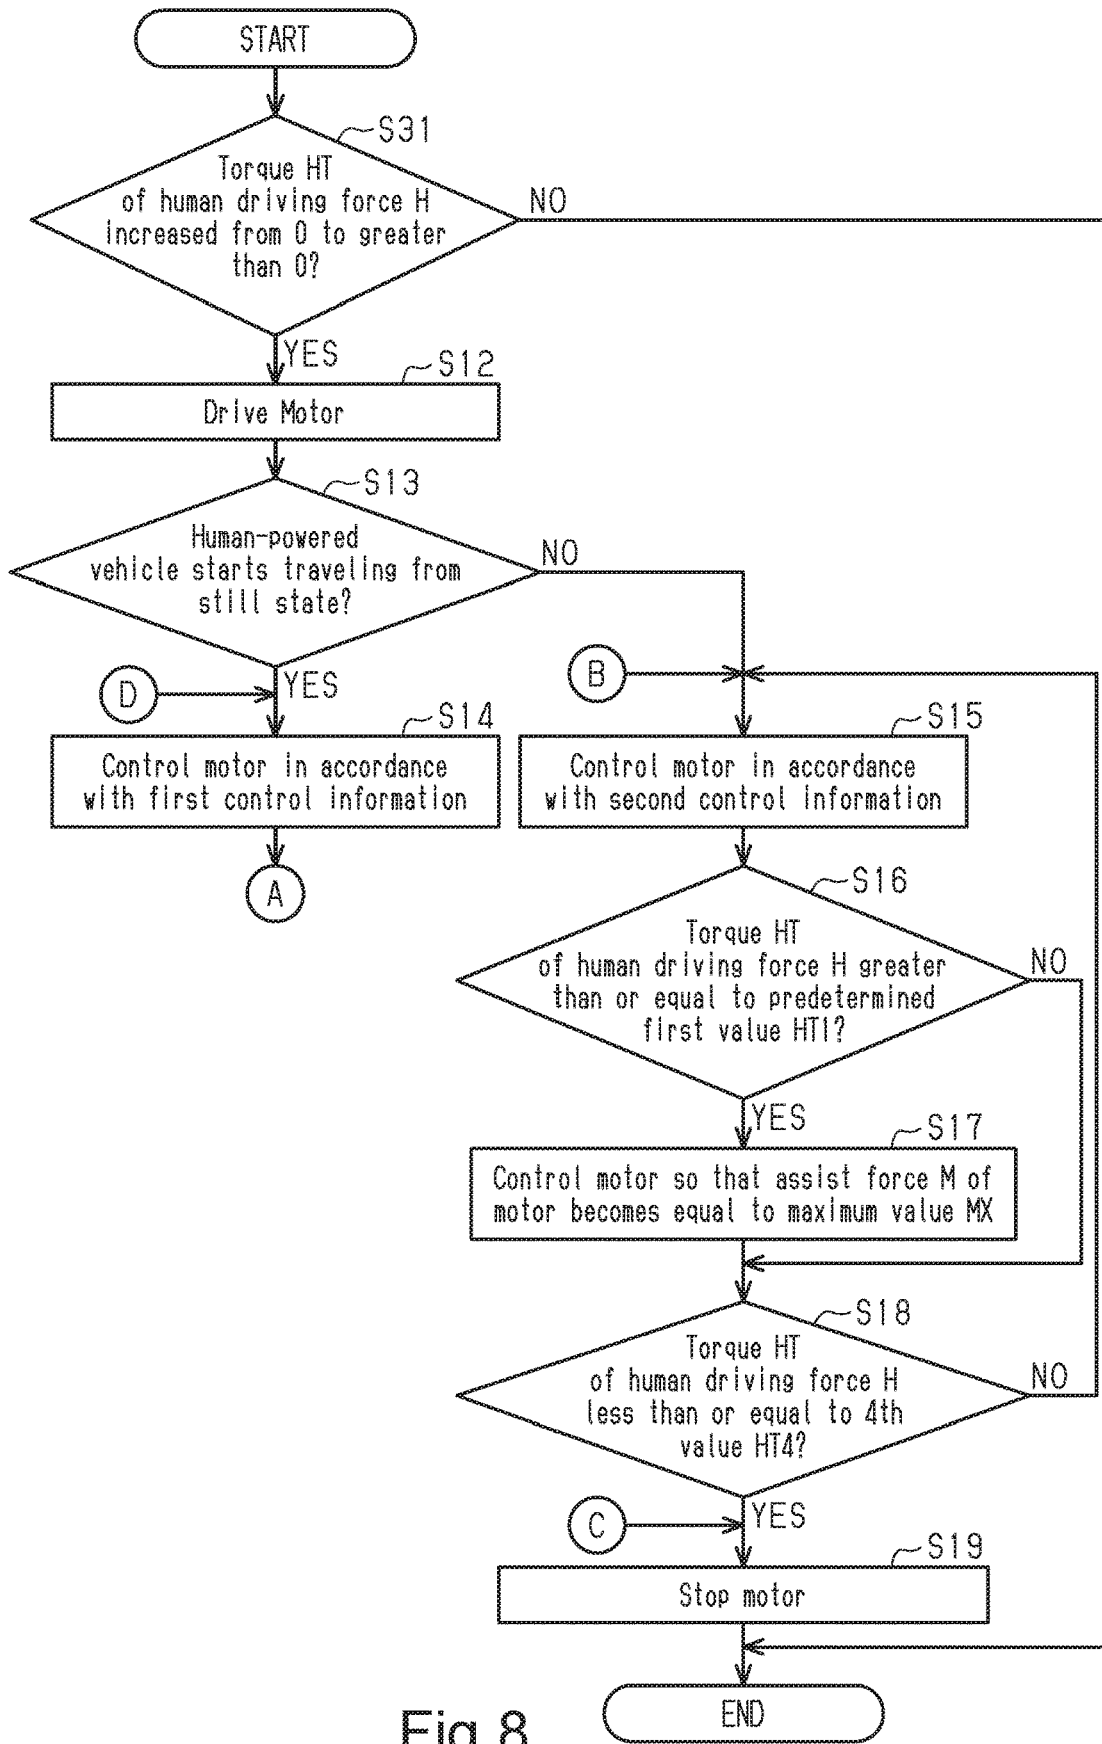 START
S31
Torque HT
of human driving force H
increased from 0 to greater
than 0?
NO
YES
S12
Drive Motor
S13
Human-powered
vehicle starts traveling from
still state?
NO
YES
D
B
S14
Control motor in accordance
with first control information
A
S15
Control motor in accordance
with second control information
S16
Torque HT
of human driving force H greater
than or equal to predetermined
first value HT1?
NO
YES
S17
Control motor so that assist force M of
motor becomes equal to maximum value MX
S18
Torque HT
of human driving force H
less than or equal to 4th
value HT4?
NO
YES
C
S19
Stop motor
END
Fig.8